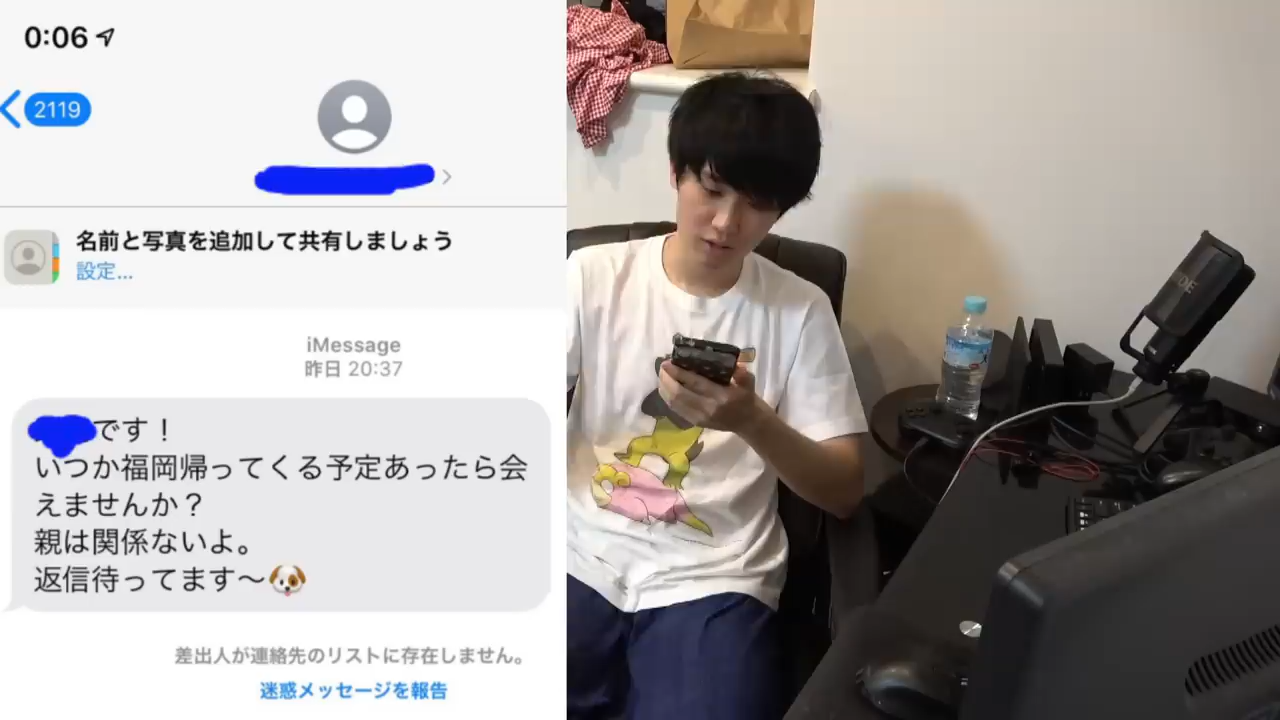 0:06
2119
名前と写真を追加して共有しましょう
設定...
iMessage
昨日 20:37
です！
いつか福岡帰ってくる予定あったら会
えませんか？
親は関係ないよ。
返信待ってます〜🐶
差出人が連絡先のリストに存在しません。
迷惑メッセージを報告
RØDE